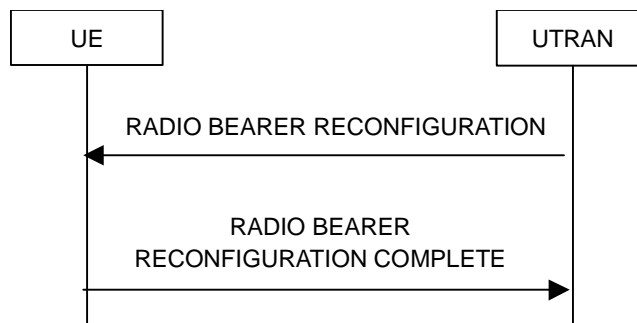 UE
UTRAN
RADIO BEARER RECONFIGURATION
RADIO BEARER
RECONFIGURATION COMPLETE